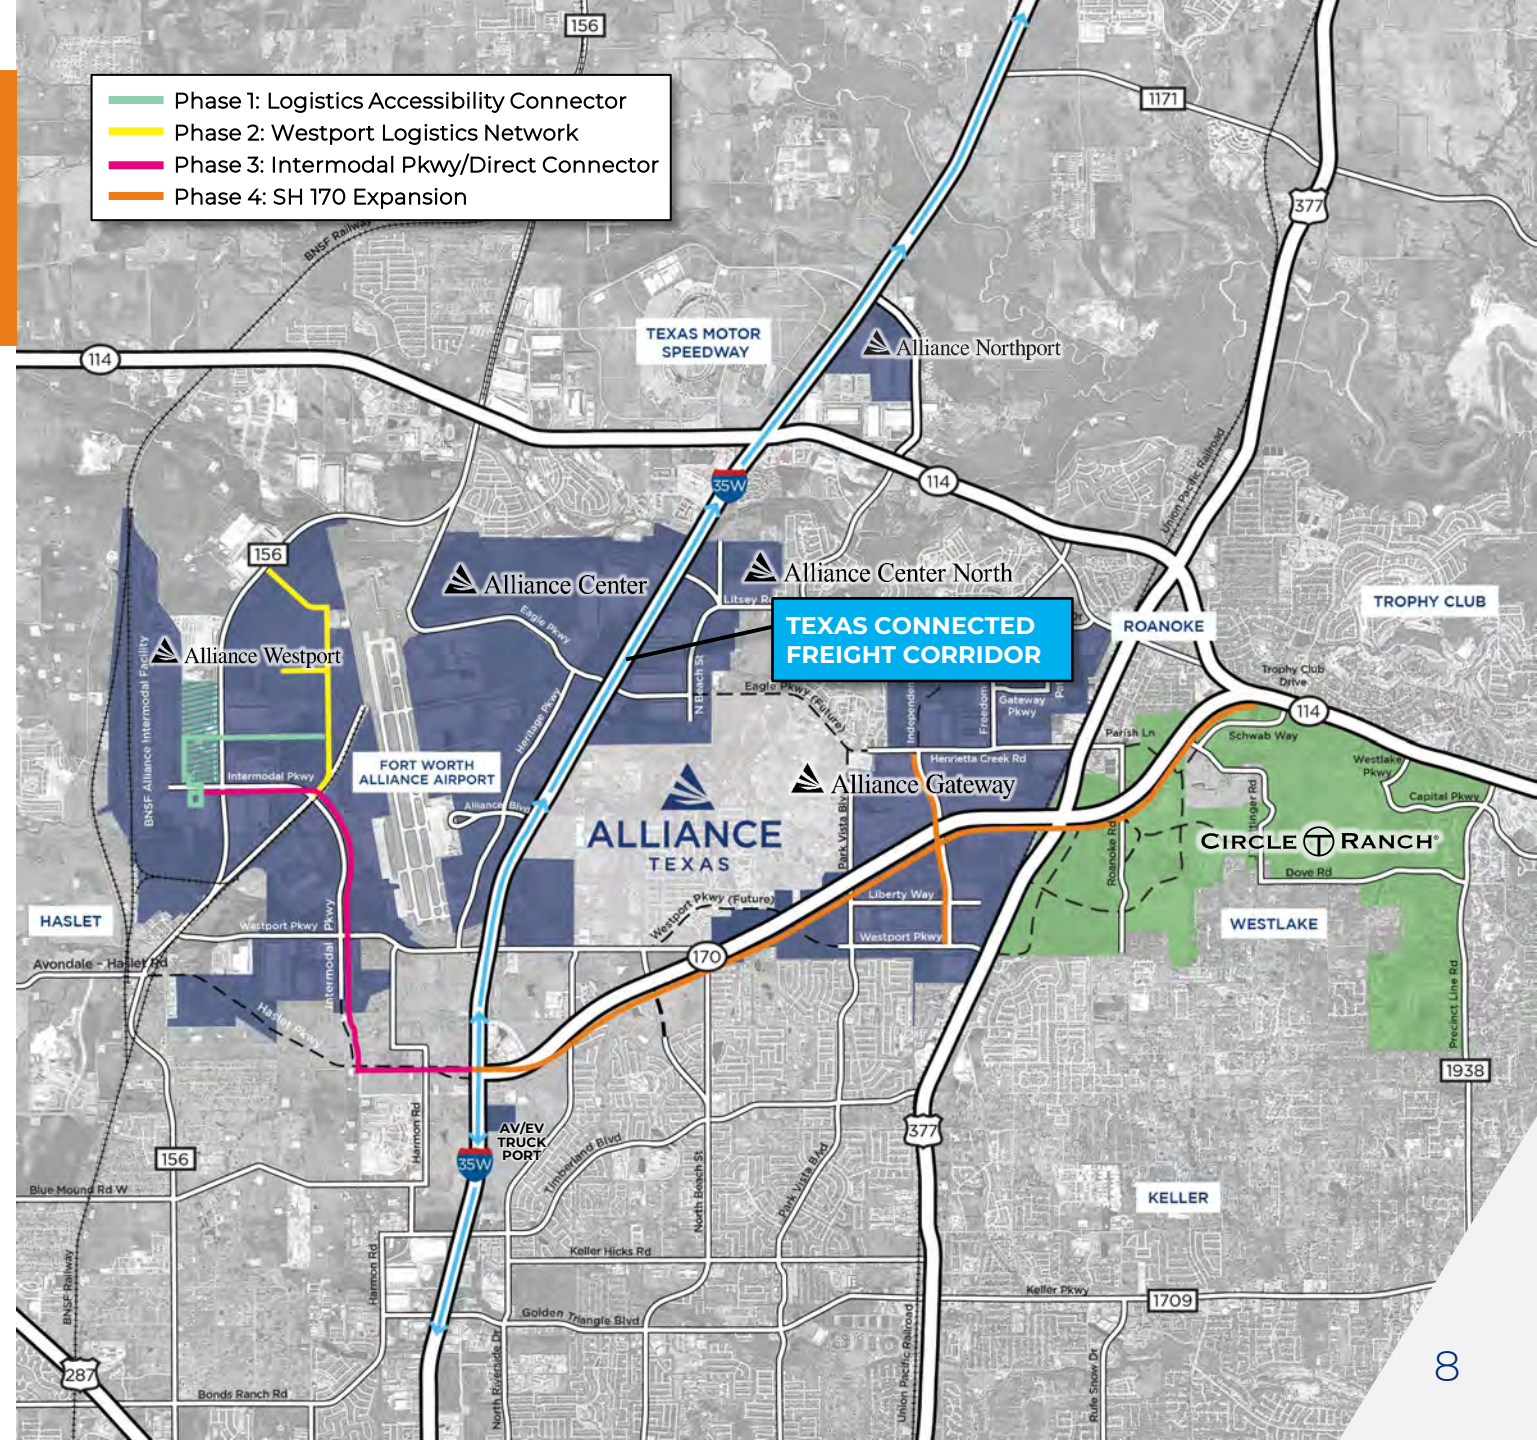 156
Phase 1: Logistics Accessibility Connector
Phase 2: Westport Logistics Network
Phase 3: Intermodal Pkwy/Direct Connector
Phase 4: SH 170 Expansion
1171
377
BNSF Railway
TEXAS MOTOR
SPEEDWAY
Alliance Northport
114
114
35W
Union Pacific Railroad
156
Alliance Center
Alliance Center North
Litsey Rd
TEXAS CONNECTED
FREIGHT CORRIDOR
ROANOKE
TROPHY CLUB
Eagle Pkwy
Alliance Westport
BNSF Alliance Intermodal Facility
Trophy Club
Drive
N Beach St
Eagle Pkwy (Future)
Freedom
Gateway
Pkwy
114
Heritage Pkwy
Parish Ln
Schwab Way
Henrietta Creek Rd
FORT WORTH
ALLIANCE AIRPORT
Intermodal Pkwy
Westlake
Pkwy
Alliance Gateway
Capital Pkwy
Alliance Blvd
ALLIANCE
TEXAS
Park Vista Blv
Roanoke Rd
CIRCLE T RANCH®
Dove Rd
Liberty Way
Westport Pkwy (Future)
HASLET
Westport Pkwy
Intermodal Pkwy
Westport Pkwy
WESTLAKE
170
Avondale - Haslet Rd
Haslet Pkwy
Precinct Line Rd
1938
AV/EV
TRUCK
PORT
35W
377
Harmon Rd
156
Timberland Blvd
North Beach St
Park Vista Blvd
Blue Mound Rd W
KELLER
Harmon Rd
Keller Hicks Rd
BNSF Railway
Keller Pkwy
1709
Golden Triangle Blvd
North Riverside Dr
Union Pacific Railroad
Rufe Snow Dr
287
Bonds Ranch Rd
8